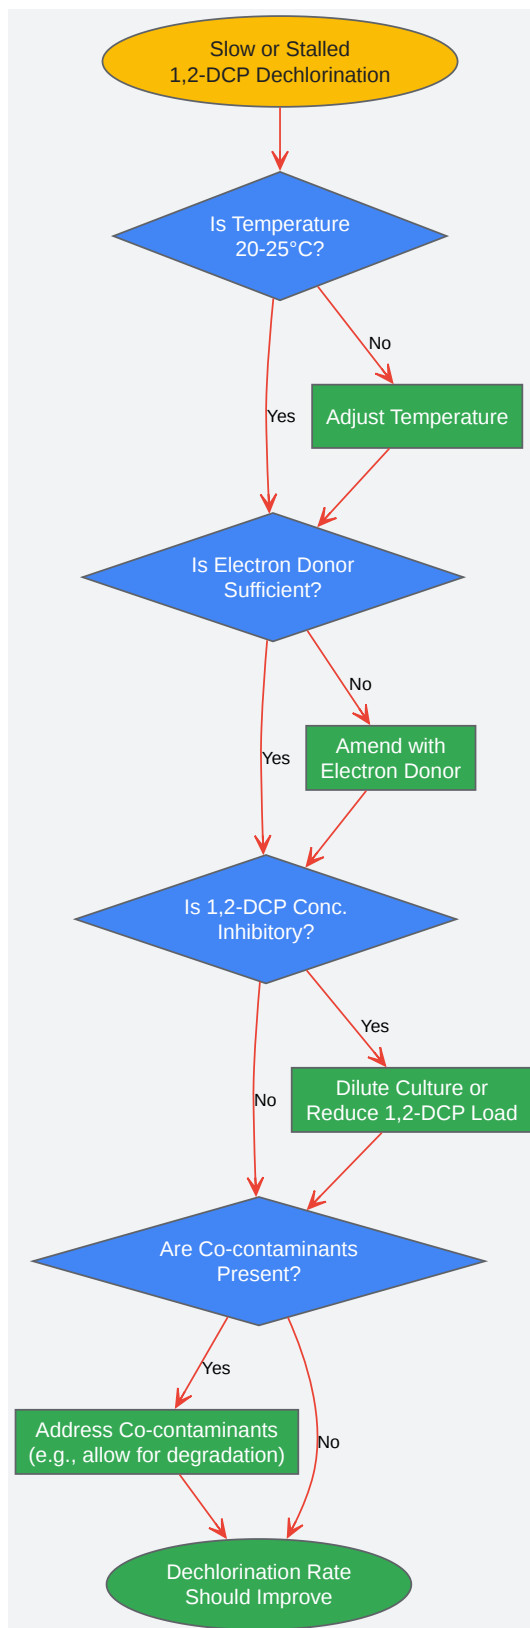 Slow or Stalled
1,2-DCP Dechlorination
Is Temperature
20-25°C?
No
Yes
Adjust Temperature
Is Electron Donor
Sufficient?
No
Yes
Amend with
Electron Donor
Is 1,2-DCP Conc.
Inhibitory?
Yes
No
Dilute Culture or
Reduce 1,2-DCP Load
Are Co-contaminants
Present?
Yes
No
Address Co-contaminants
(e.g., allow for degradation)
Dechlorination Rate
Should Improve